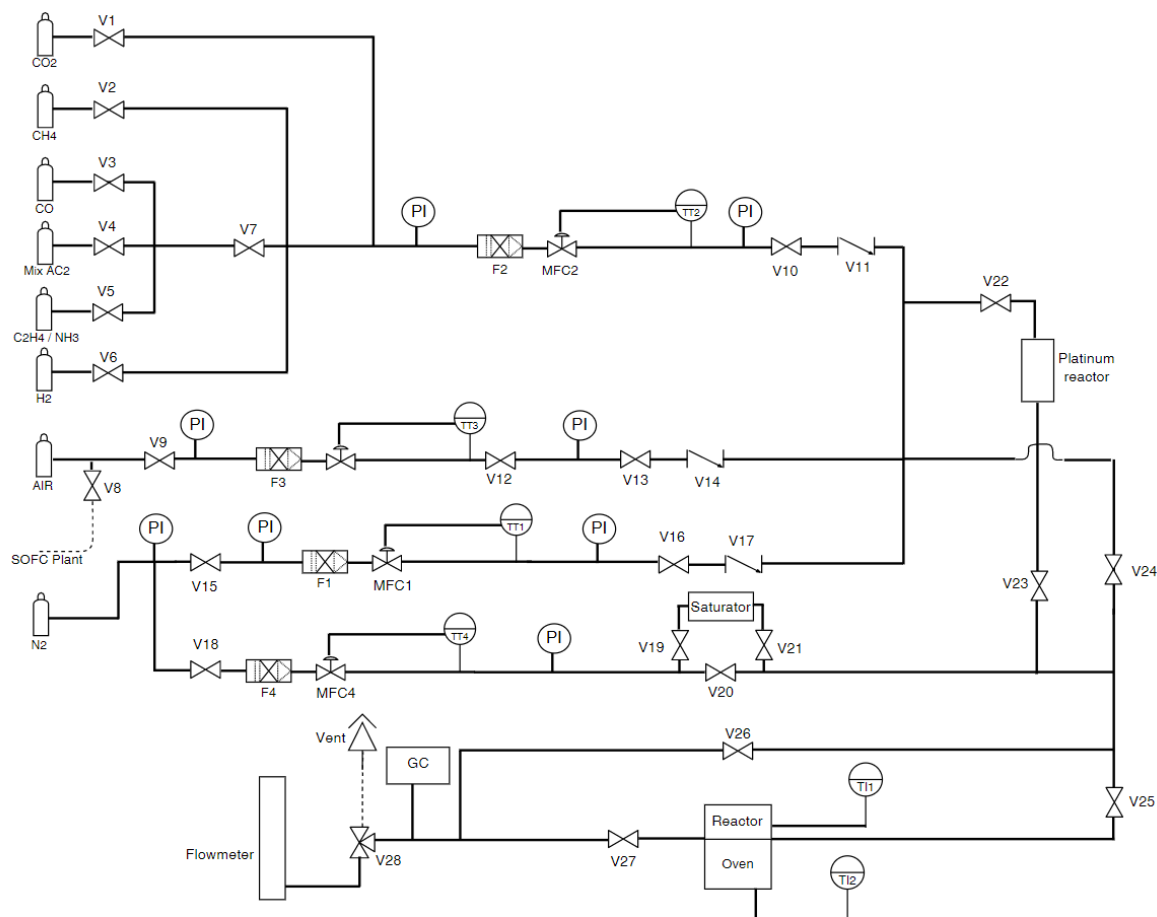 V1
CO2
V2
CH4
V3
CO
V4
V7
Mix AC2
V5
C2H4 / NH3
V6
H2
PI
F2
MFC2
TT2
PI
V10
V11
V22
Platinum
reactor
AIR
V9
V8
SOFC Plant
PI
F3
TT3
V12
PI
V13
V14
N2
PI
V15
PI
F1
MFC1
TT1
PI
V16
V17
V23
V24
V18
F4
MFC4
TT4
PI
Saturator
V19
V21
V20
Vent
GC
V26
V25
Flowmeter
V28
V27
Reactor
Oven
TI1
TI2